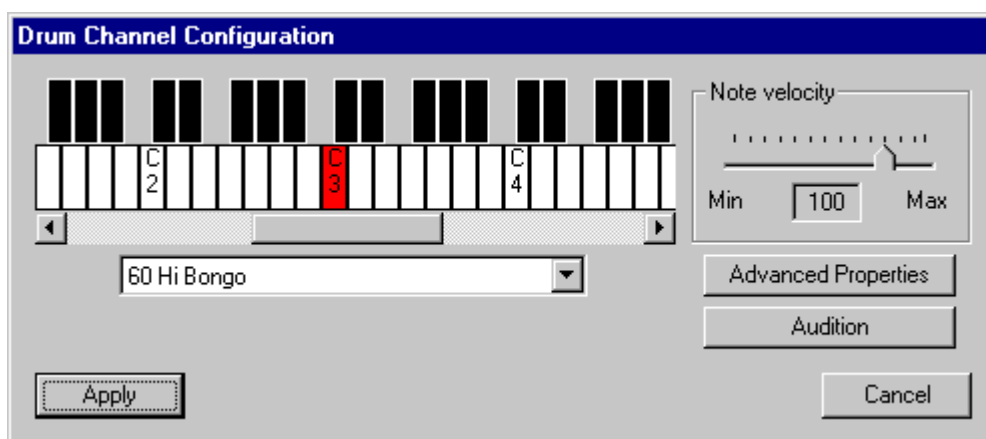 Drum Channel Configuration
Note velocity
C 2
C 3
C 4
Min 100 Max
60 Hi Bongo
Advanced Properties
Audition
Apply
Cancel